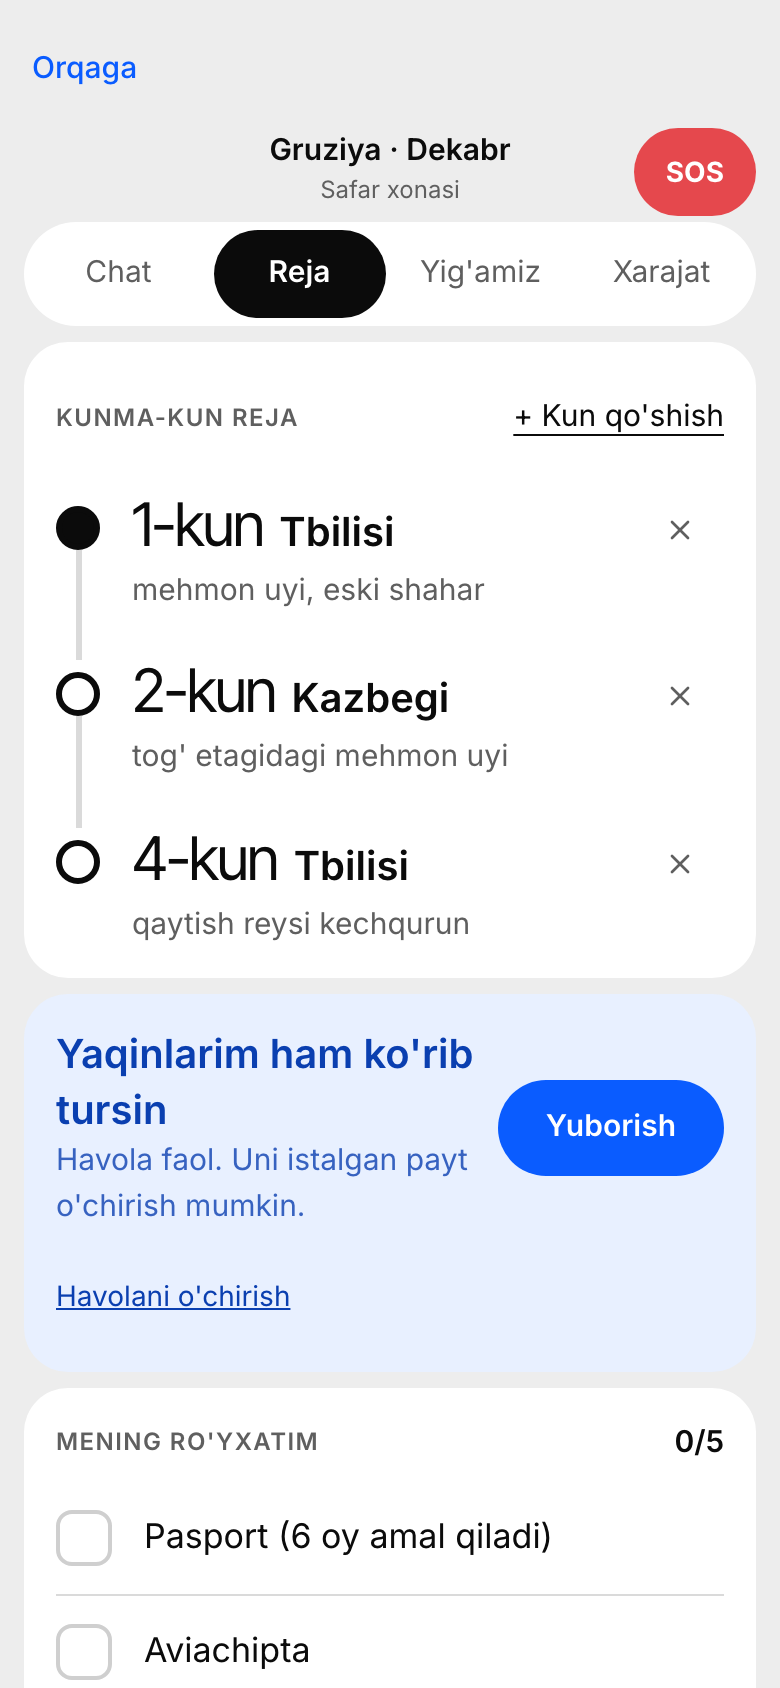 Orqaga
Gruziya · Dekabr
Safar xonasi
SOS
Chat
Reja
Yig'amiz
Xarajat
KUNMA-KUN REJA
+ Kun qo'shish
1-kun Tbilisi
mehmon uyi, eski shahar
2-kun Kazbegi
tog' etagidagi mehmon uyi
4-kun Tbilisi
qaytish reysi kechqurun
Yaqinlarim ham ko'rib
tursin
Havola faol. Uni istalgan payt
o'chirish mumkin.
Yuborish
Havolani o'chirish
MENING RO'YXATIM
0/5
Pasport (6 oy amal qiladi)
Aviachipta